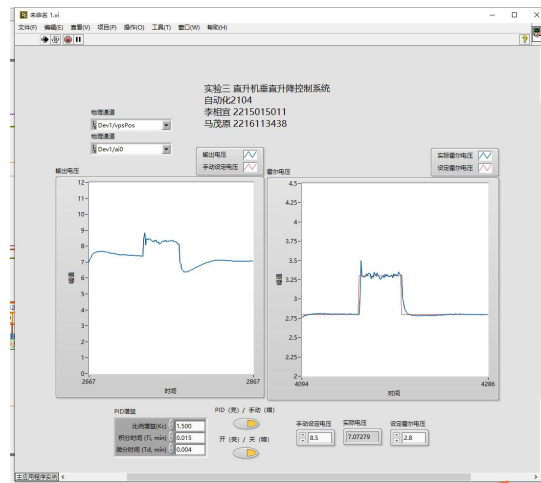 未命名 1.vi
文件(F) 编辑(E) 查看(V) 项目(P) 操作(O) 工具(T) 窗口(W) 帮助(H)
实验三 直升机垂直升降控制系统
自动化2104
李相宜 2215015011
马茂原 2216113438
物理通道
Dev1/vpsPos
物理通道
Dev1/ai0
输出电压
手动设定电压
实际霍尔电压
设定霍尔电压
输出电压
12
11
10
9
8
7
6
5
4
3
2
1
0
幅值
2667
2867
时间
霍尔电压
4.5
4.25
4
3.75
3.5
3.25
3
2.75
2.5
2.25
2
幅值
4094
4286
时间
PID增益
比例增益(Kc) 1.500
积分时间 (Ti, min) 0.015
微分时间 (Td, min) 0.004
PID（亮）/ 手动（暗）
开（亮）/ 关（暗）
手动设定电压
8.5
实际电压
7.07279
设定霍尔电压
2.8
主应用程序实例